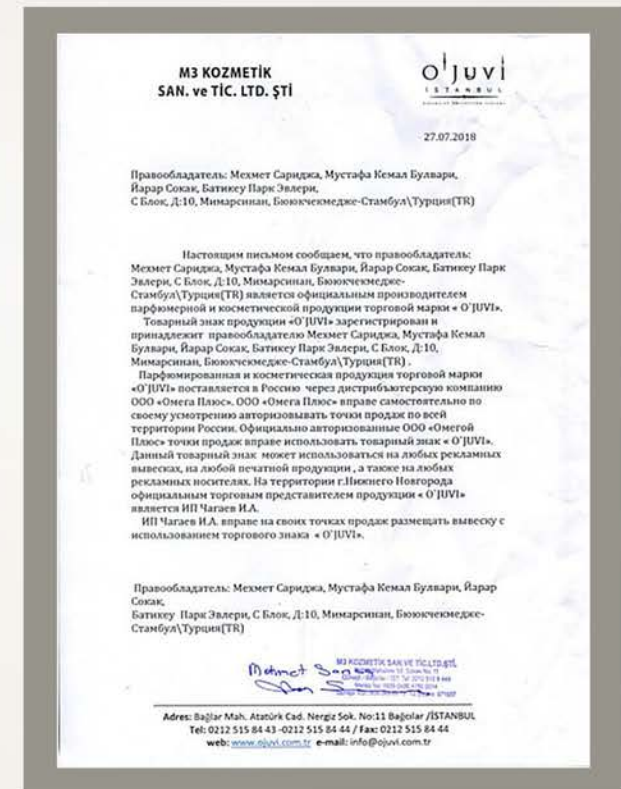 M3 KOZMETİK
SAN. ve TİC. LTD. ŞTİ
O'JUVİ
İSTANBUL
27.07.2018
Правообладатель: Мехмет Сариджа, Мустафа Кемал Булвари,
Йарар Сокак, Батикеу Парк Эвлери,
С Блок, Д:10, Мимарсинан, Бююкчекмедже-Стамбул\Турция(TR)
Настоящим письмом сообщаем, что правообладатель:
Мехмет Сариджа, Мустафа Кемал Булвари, Йарар Сокак, Батикеу Парк
Эвлери, С Блок, Д:10, Мимарсинан, Бююкчекмедже-
Стамбул\Турция(TR) является официальным производителем
парфюмерной и косметической продукции торговой марки « O`JUVI».
Товарный знак продукции «O`JUVI» зарегистрирован и
принадлежит правообладателю Мехмет Сариджа, Мустафа Кемал
Булвари, Йарар Сокак, Батикеу Парк Эвлери, С Блок, Д:10,
Мимарсинан, Бююкчекмедже-Стамбул\Турция(TR) .
Парфюмированная и косметическая продукция торговой марки
«O`JUVI» поставляется в Россию через дистрибъютерскую компанию
ООО «Омега Плюс». ООО «Омега Плюс» вправе самостоятельно по
своему усмотрению авторизовывать точки продаж по всей
территории России. Официально авторизованные ООО «Омегой
Плюс» точки продаж вправе использовать товарный знак « O`JUVI».
Данный товарный знак может использоваться на любых рекламных
вывесках, на любой печатной продукции , а также на любых
рекламных носителях. На территории г.Нижнего Новгорода
официальным торговым представителем продукции « O`JUVI»
является ИП Чагаев И.А.
ИП Чагаев И.А. вправе на своих точках продаж размещать вывеску с
использованием торгового знака « O`JUVI».
Правообладатель: Мехмет Сариджа, Мустафа Кемал Булвари, Йарар
Сокак,
Батикеу Парк Эвлери, С Блок, Д:10, Мимарсинан, Бююкчекмедже-
Стамбул\Турция(TR)
M3 KOZMETİK SAN.VE TİC.LTD.ŞTİ.
Mehmet
Adres: Bağlar Mah. Atatürk Cad. Nergiz Sok. No:11 Bağcılar /İSTANBUL
Tel: 0212 515 84 43 -0212 515 84 44 / Fax: 0212 515 84 44
web: www.ojuvi.com.tr e-mail: info@ojuvi.com.tr